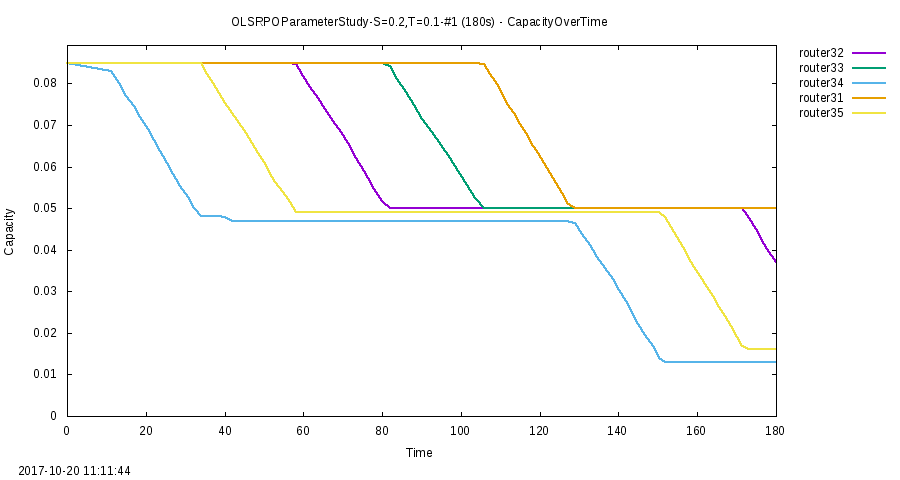 OLSRPOParameterStudy-S=0.2,T=0.1-#1 (180s) - CapacityOverTime
router32
router33
router34
router31
router35
0.08
0.07
0.06
0.05
0.04
0.03
0.02
0.01
0
Capacity
0 20 40 60 80 100 120 140 160 180
Time
2017-10-20 11:11:44